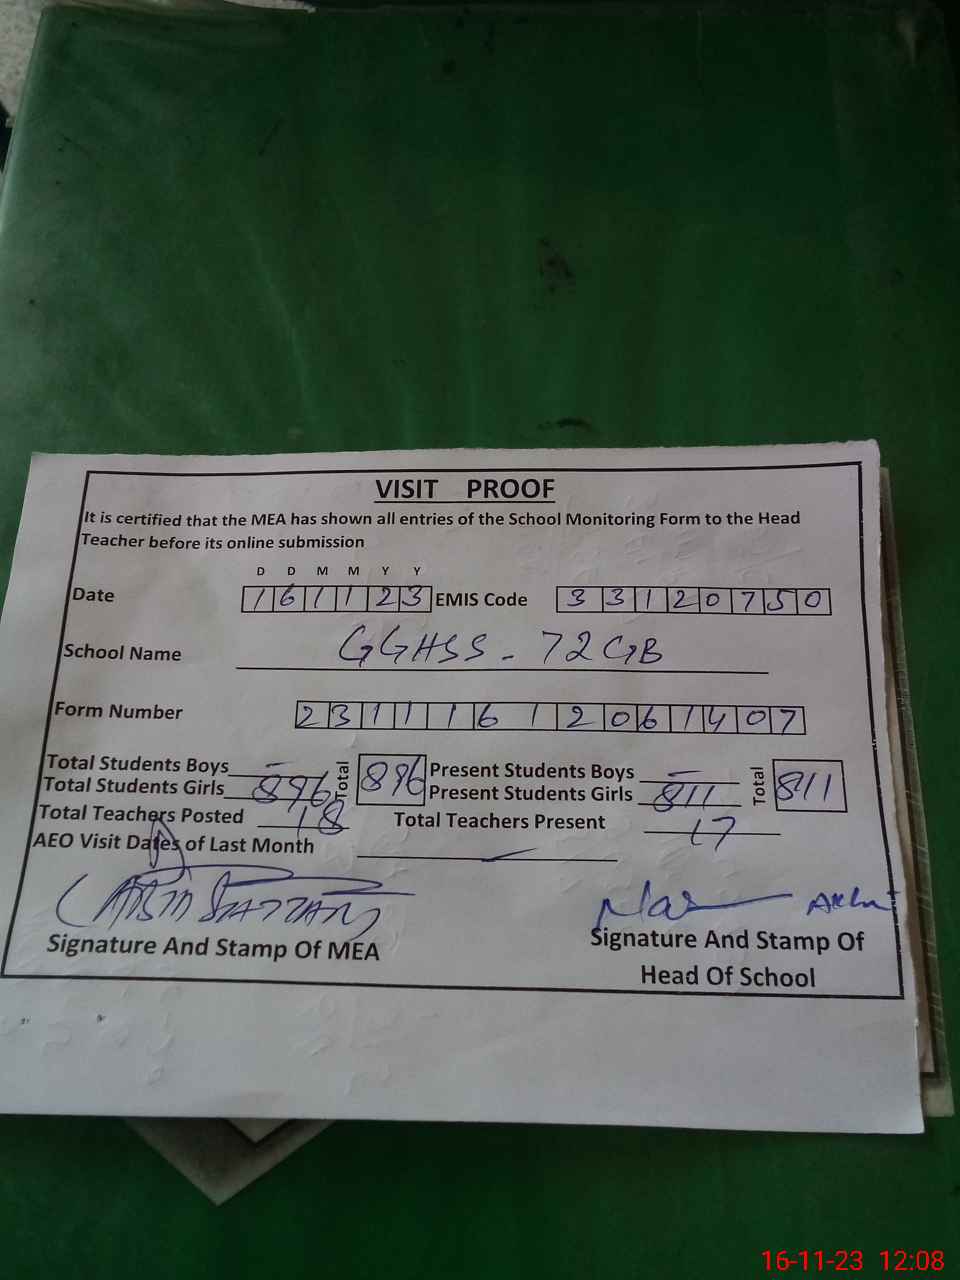 VISIT PROOF
It is certified that the MEA has shown all entries of the School Monitoring Form to the Head
Teacher before its online submission
D D M M Y Y
Date 161123 EMIS Code 33120750
School Name GGHSS - 72GB
Form Number 23111612061407
Total Students Boys - Total 896 Present Students Boys - Total 811
Total Students Girls 896 Present Students Girls 811
Total Teachers Posted 18 Total Teachers Present 17
AEO Visit Dates of Last Month
Signature And Stamp Of MEA
Signature And Stamp Of
Head Of School
16-11-23 12:08